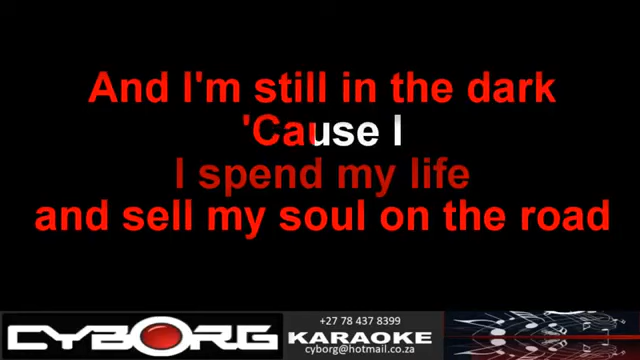 And I'm still in the dark
'Cause I
I spend my life
and sell my soul on the road
CYBORG
+27 78 437 8399
KARAOKE
cyborg@hotmail.co.za